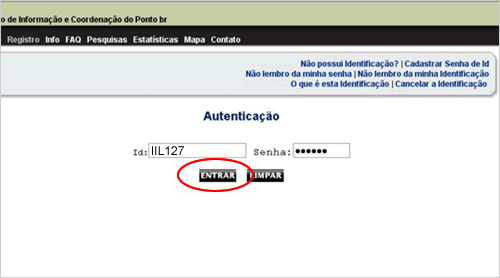 o de Informação e Coordenação do Ponto br
Registro Info FAQ Pesquisas Estatísticas Mapa Contato
Não possui Identificação? | Cadastrar Senha de Id
Não lembro da minha senha | Não lembro da minha Identificação
O que é esta Identificação | Cancelar a Identificação
Autenticação
Id: IIL127 Senha: ••••••
ENTRAR LIMPAR